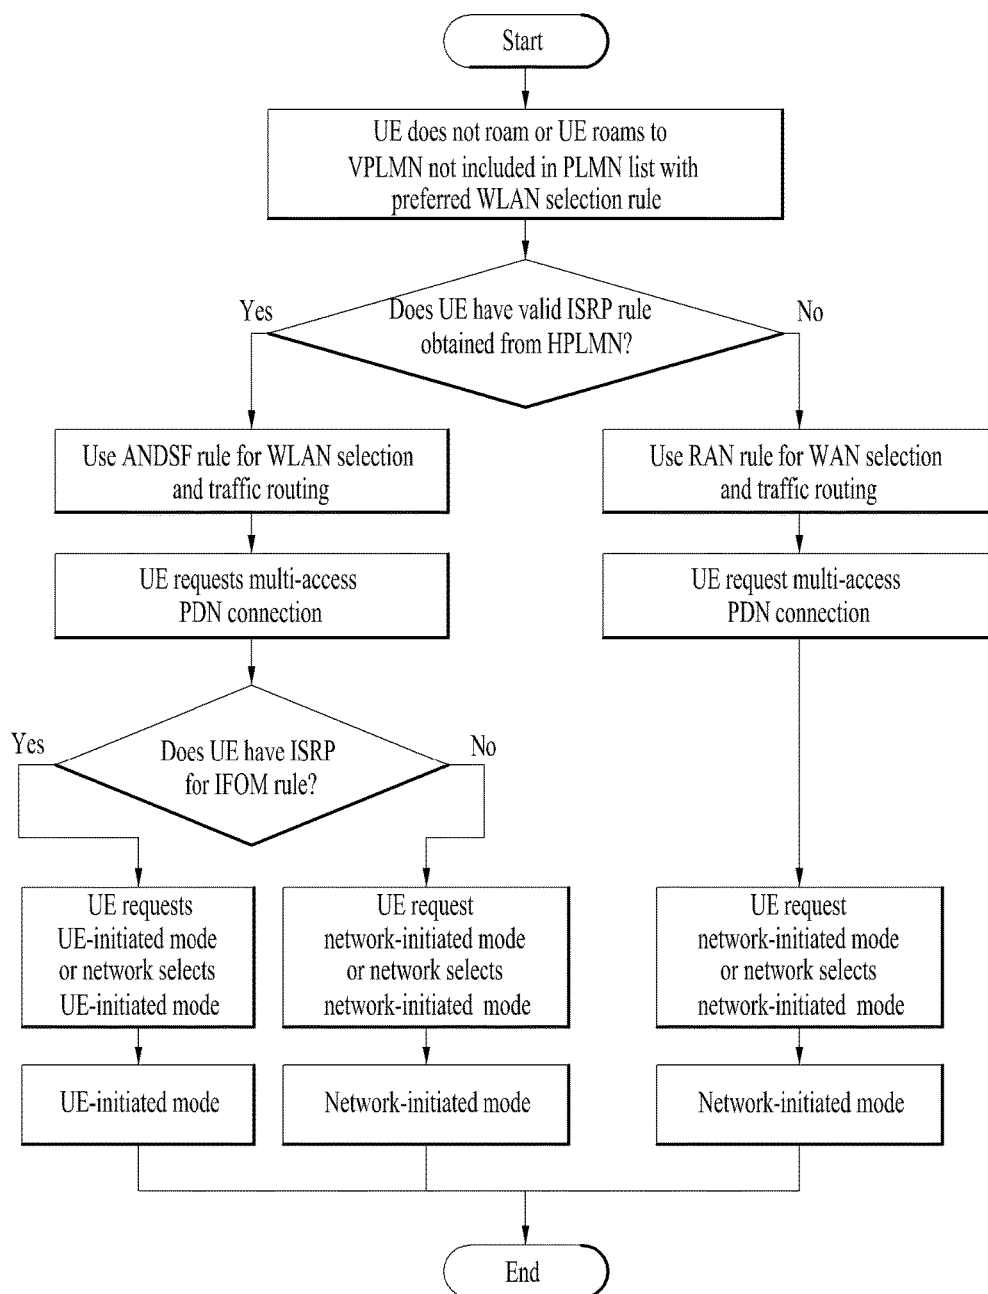 Start
UE does not roam or UE roams to
VPLMN not included in PLMN list with
preferred WLAN selection rule
Yes
Does UE have valid ISRP rule
obtained from HPLMN?
No
Use ANDSF rule for WLAN selection
and traffic routing
Use RAN rule for WAN selection
and traffic routing
UE requests multi-access
PDN connection
UE request multi-access
PDN connection
Yes
Does UE have ISRP
for IFOM rule?
No
UE requests
UE-initiated mode
or network selects
UE-initiated mode
UE request
network-initiated mode
or network selects
network-initiated mode
UE request
network-initiated mode
or network selects
network-initiated mode
UE-initiated mode
Network-initiated mode
Network-initiated mode
End